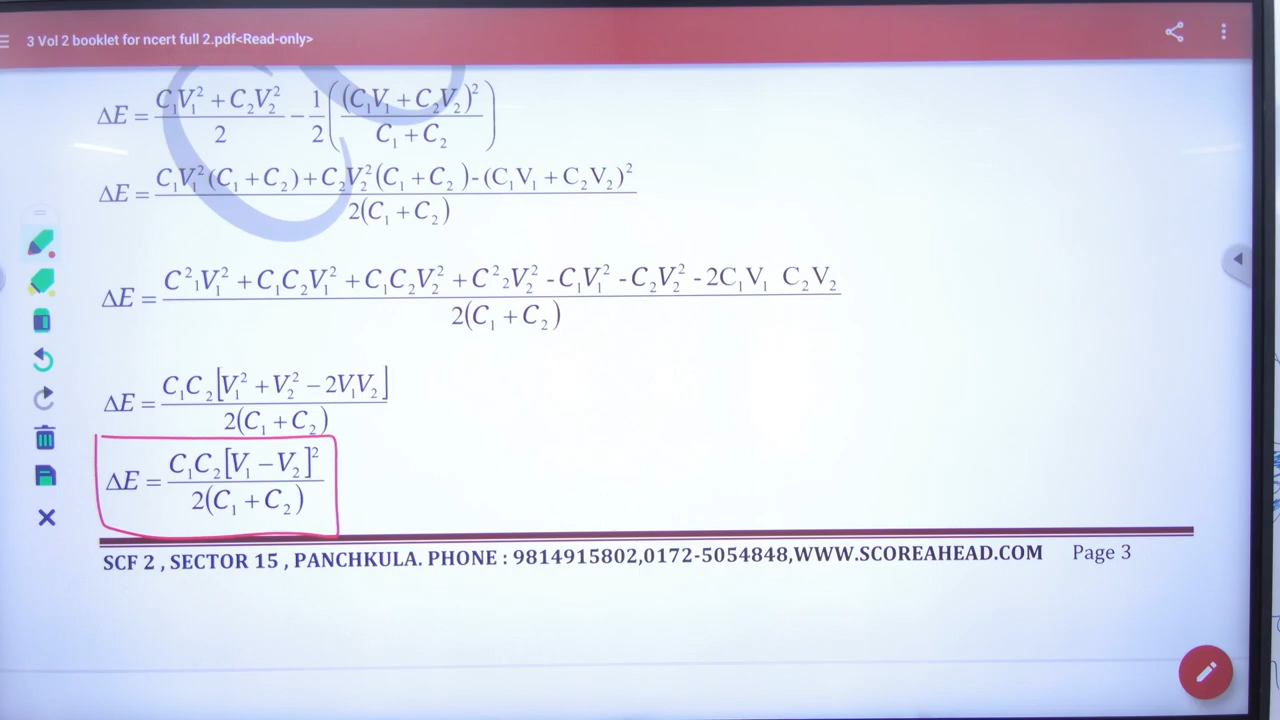 3 Vol 2 booklet for ncert full 2.pdf<Read-only>
ΔE = (C₁V₁² + C₂V₂²)/2 − 1/2((C₁V₁ + C₂V₂)²/(C₁ + C₂))
ΔE = (C₁V₁²(C₁ + C₂) + C₂V₂²(C₁ + C₂) - (C₁V₁ + C₂V₂)²)/(2(C₁ + C₂))
ΔE = (C²₁V₁² + C₁C₂V₁² + C₁C₂V₂² + C²₂V₂² - C₁V₁² - C₂V₂² - 2C₁V₁ C₂V₂)/(2(C₁ + C₂))
ΔE = (C₁C₂[V₁² + V₂² − 2V₁V₂])/(2(C₁ + C₂))
ΔE = (C₁C₂[V₁ − V₂]²)/(2(C₁ + C₂))
SCF 2 , SECTOR 15 , PANCHKULA. PHONE : 9814915802,0172-5054848,WWW.SCOREAHEAD.COM Page 3